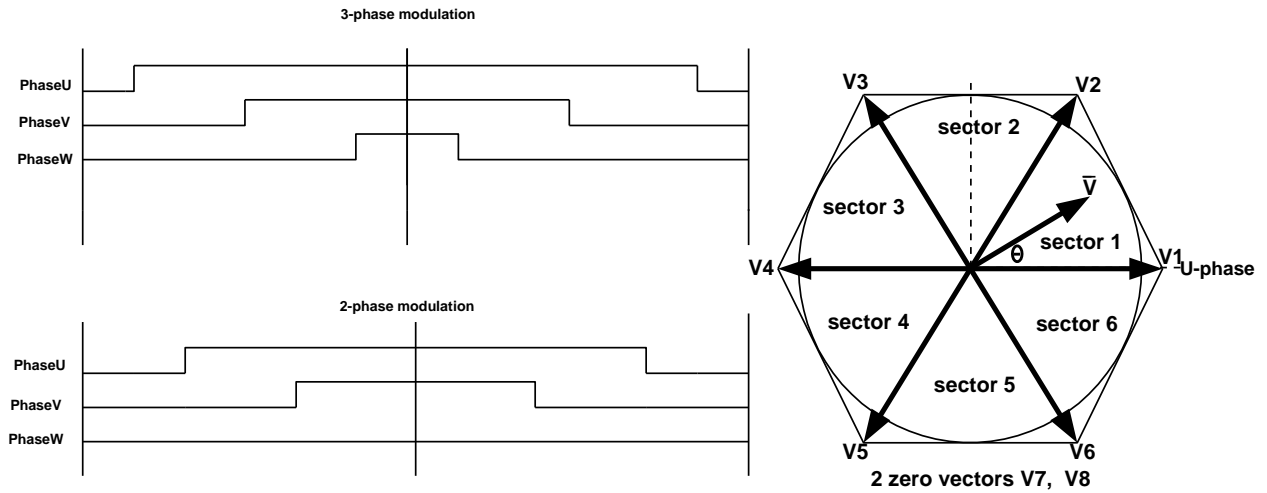 3-phase modulation
PhaseU
PhaseV
PhaseW
2-phase modulation
PhaseU
PhaseV
PhaseW
V3
V2
sector 2
V̅
sector 3
sector 1
θ
V4
V1
U-phase
sector 4
sector 6
sector 5
V5
V6
2 zero vectors V7, V8